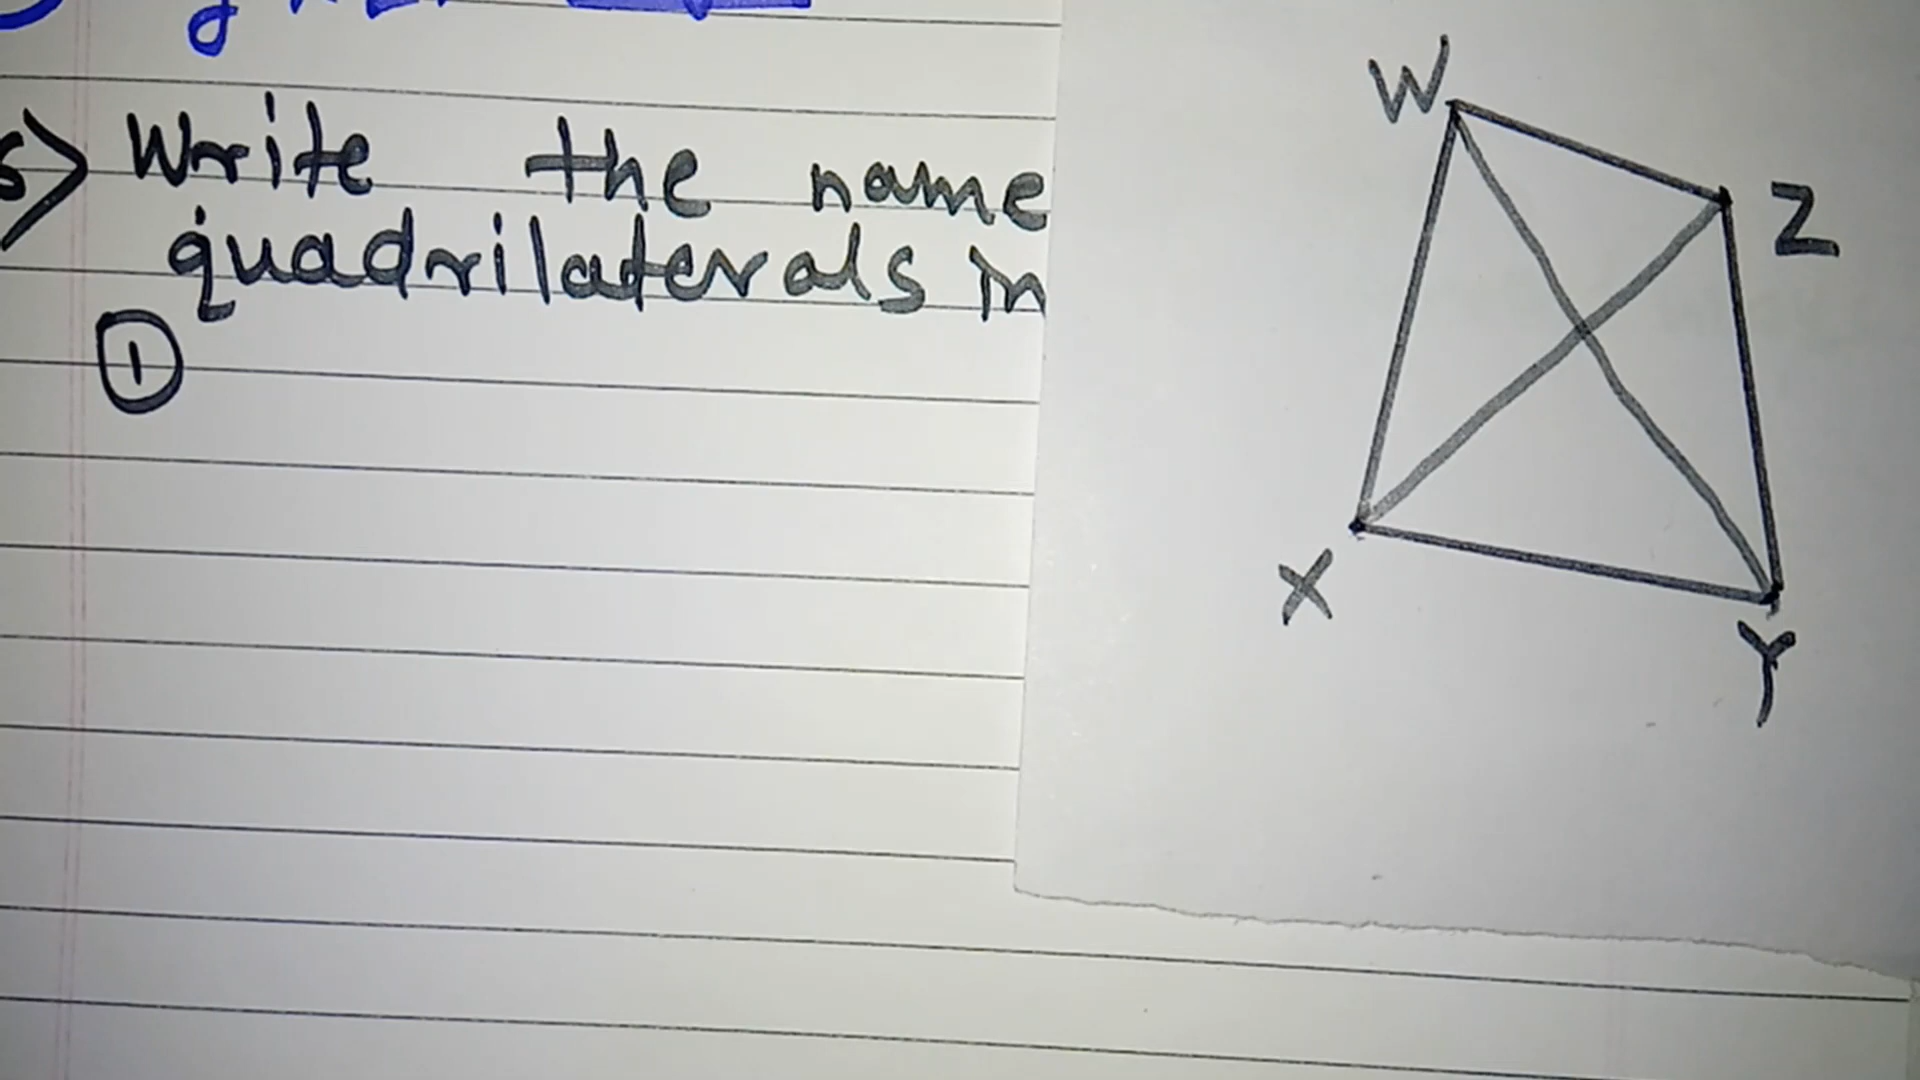 5> Write the name
quadrilaterals in
①
W
Z
X
Y